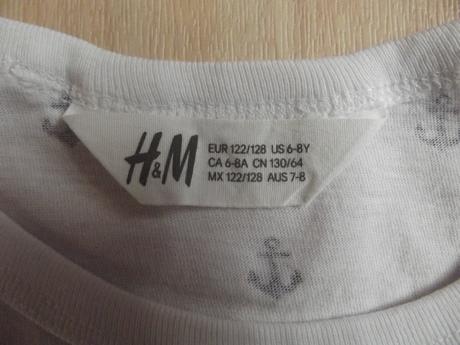 H&M
EUR 122/128 US 6-8Y
CA 6-8A CN 130/64
MX 122/128 AUS 7-8